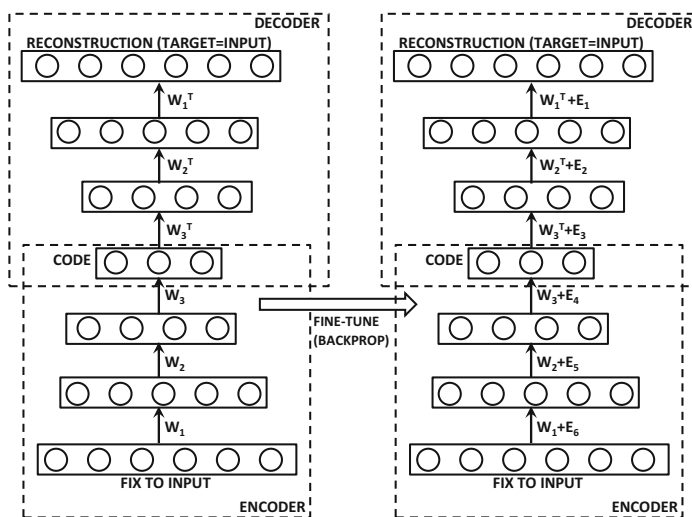 DECODER
RECONSTRUCTION (TARGET=INPUT)
W₁ᵀ
W₂ᵀ
W₃ᵀ
CODE
W₃
W₂
W₁
FIX TO INPUT
ENCODER
FINE-TUNE
(BACKPROP)
DECODER
RECONSTRUCTION (TARGET=INPUT)
W₁ᵀ+E₁
W₂ᵀ+E₂
W₃ᵀ+E₃
CODE
W₃+E₄
W₂+E₅
W₁+E₆
FIX TO INPUT
ENCODER